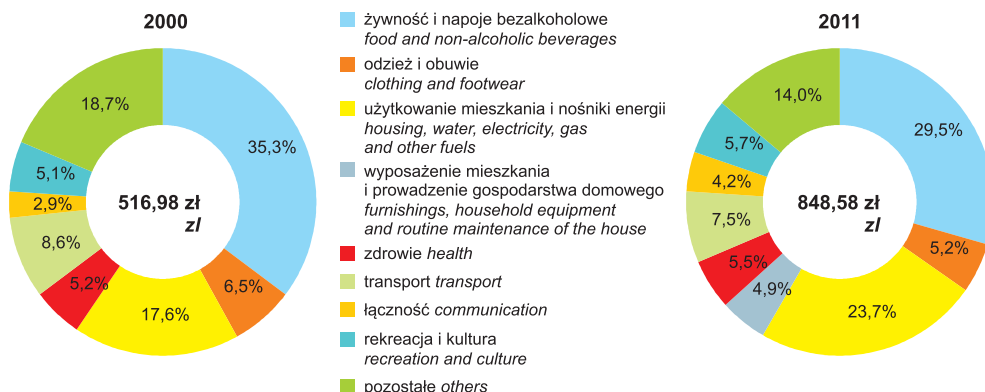 2000
18,7%
35,3%
5,1%
2,9%
516,98 zł
zl
8,6%
5,2%
6,5%
17,6%
żywność i napoje bezalkoholowe
food and non-alcoholic beverages
odzież i obuwie
clothing and footwear
użytkowanie mieszkania i nośniki energii
housing, water, electricity, gas
and other fuels
wyposażenie mieszkania
i prowadzenie gospodarstwa domowego
furnishings, household equipment
and routine maintenance of the house
zdrowie health
transport transport
łączność communication
rekreacja i kultura
recreation and culture
pozostałe others
2011
14,0%
29,5%
5,7%
4,2%
848,58 zł
zl
7,5%
5,2%
5,5%
4,9%
23,7%